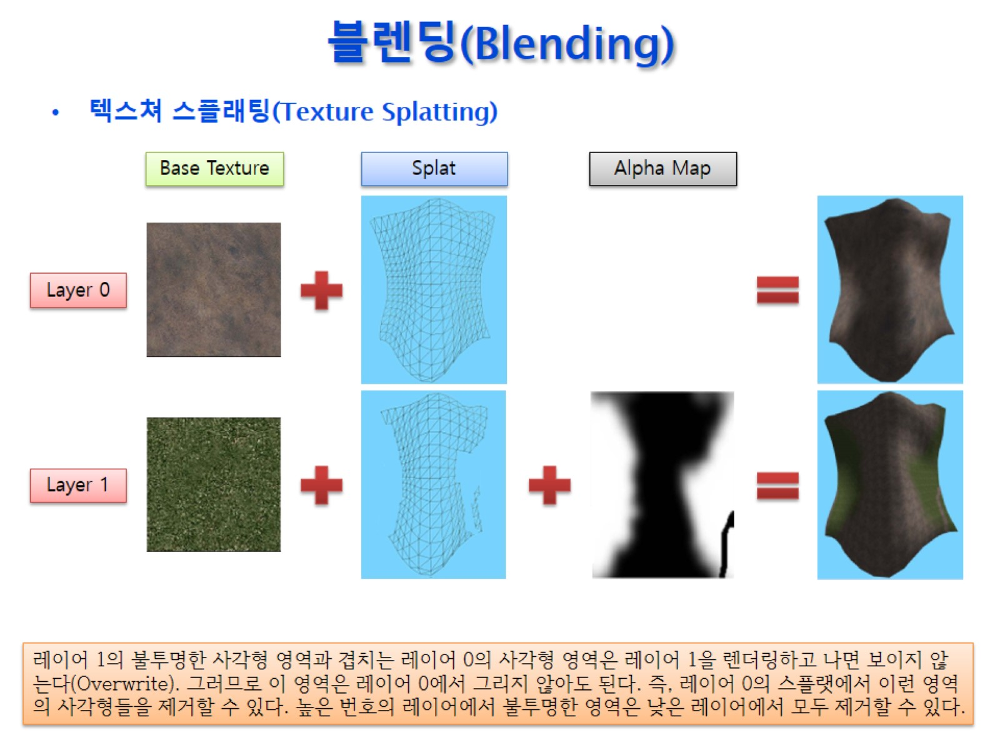 블렌딩(Blending)
• 텍스쳐 스플래팅(Texture Splatting)
Base Texture
Splat
Alpha Map
Layer 0
Layer 1
레이어 1의 불투명한 사각형 영역과 겹치는 레이어 0의 사각형 영역은 레이어 1을 렌더링하고 나면 보이지 않
는다(Overwrite). 그러므로 이 영역은 레이어 0에서 그리지 않아도 된다. 즉, 레이어 0의 스플랫에서 이런 영역
의 사각형들을 제거할 수 있다. 높은 번호의 레이어에서 불투명한 영역은 낮은 레이어에서 모두 제거할 수 있다.